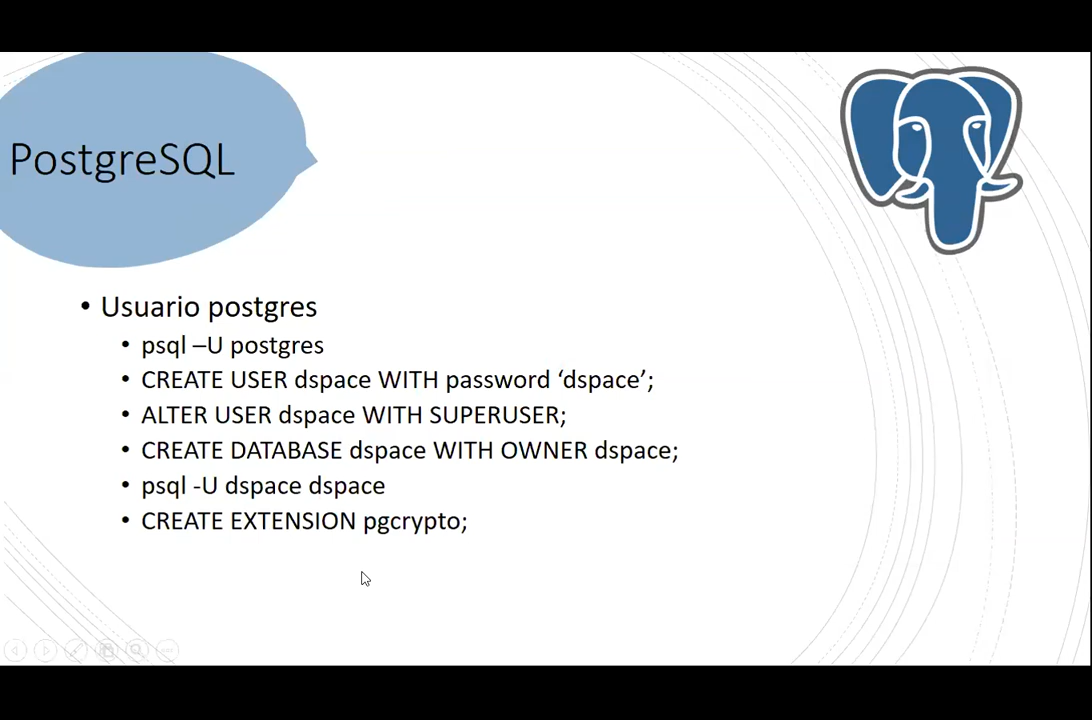 PostgreSQL
• Usuario postgres
• psql –U postgres
• CREATE USER dspace WITH password ‘dspace’;
• ALTER USER dspace WITH SUPERUSER;
• CREATE DATABASE dspace WITH OWNER dspace;
• psql -U dspace dspace
• CREATE EXTENSION pgcrypto;